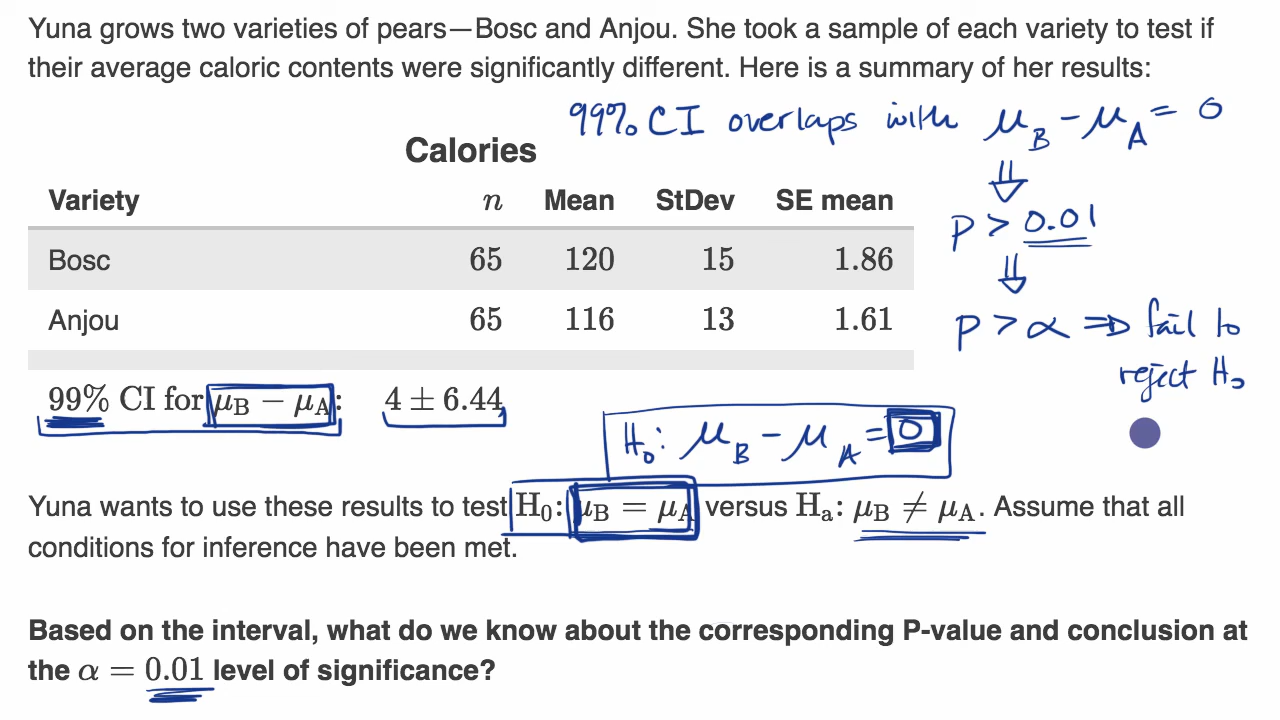 Yuna grows two varieties of pears—Bosc and Anjou. She took a sample of each variety to test if
their average caloric contents were significantly different. Here is a summary of her results:
99% CI overlaps with μB - μA = 0
Calories
Variety n Mean StDev SE mean
⇓
Bosc 65 120 15 1.86
P > 0.01
⇓
Anjou 65 116 13 1.61
P > α ⇒ fail to
reject H0
99% CI for μB − μA: 4 ± 6.44
H0: μB - μA = 0
Yuna wants to use these results to test H0: μB = μA versus Ha: μB ≠ μA. Assume that all
conditions for inference have been met.
Based on the interval, what do we know about the corresponding P-value and conclusion at
the α = 0.01 level of significance?